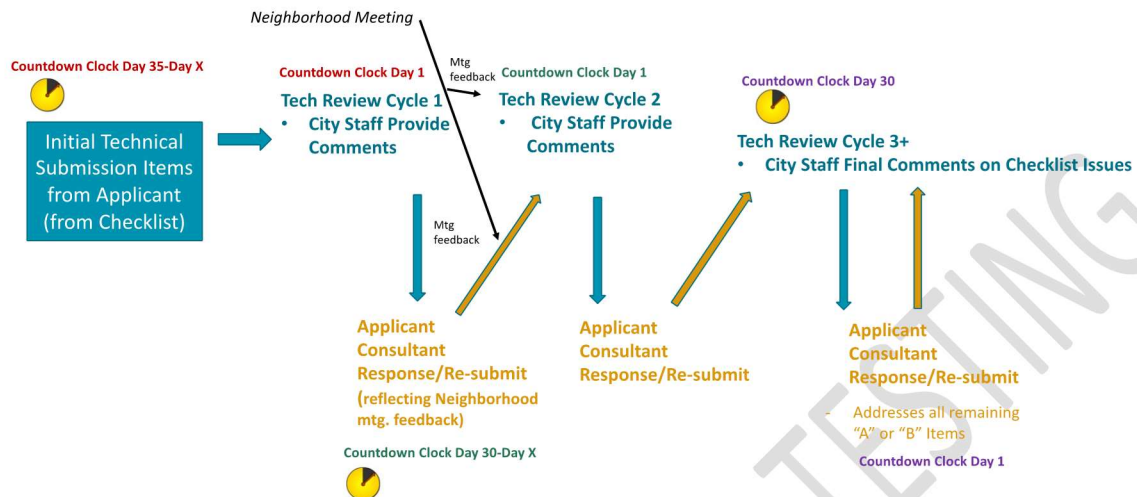 Neighborhood Meeting
Countdown Clock Day 35-Day X
Initial Technical
Submission Items
from Applicant
(from Checklist)
Countdown Clock Day 1
Tech Review Cycle 1
• City Staff Provide
Comments
Mtg
feedback
Countdown Clock Day 1
Tech Review Cycle 2
• City Staff Provide
Comments
Countdown Clock Day 30
Tech Review Cycle 3+
• City Staff Final Comments on Checklist Issues
Mtg
feedback
Applicant
Consultant
Response/Re-submit
(reflecting Neighborhood
mtg. feedback)
Countdown Clock Day 30-Day X
Applicant
Consultant
Response/Re-submit
Applicant
Consultant
Response/Re-submit
- Addresses all remaining
"A" or "B" Items
Countdown Clock Day 1
TESTING